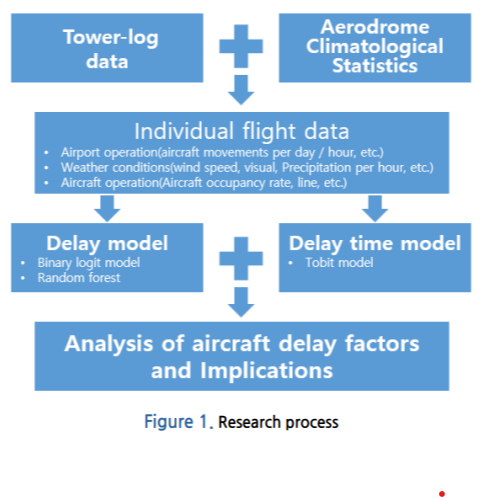 Tower-log
data
Aerodrome
Climatological
Statistics
Individual flight data
• Airport operation(aircraft movements per day / hour, etc.)
• Weather conditions(wind speed, visual, Precipitation per hour, etc.)
• Aircraft operation(Aircraft occupancy rate, line, etc.)
Delay model
• Binary logit model
• Random forest
Delay time model
• Tobit model
Analysis of aircraft delay factors
and Implications
Figure 1. Research process